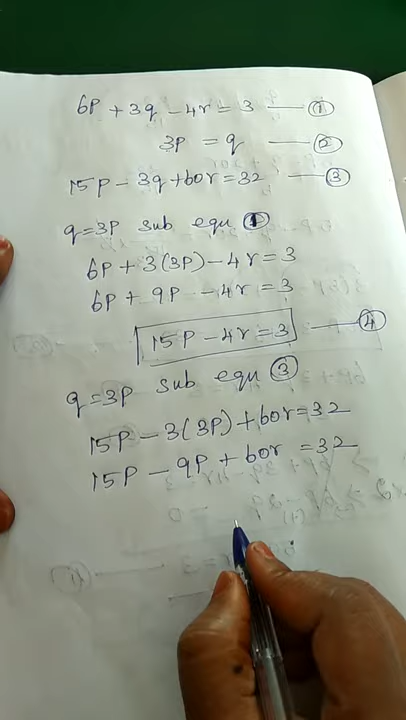 6P + 3q - 4r = 3 —— ①
3P = q —— ②
15P - 3q + 60r = 32 —— ③
q = 3P sub equ ①
6P + 3(3P) - 4r = 3
6P + 9P - 4r = 3
15P - 4r = 3 —— ④
q = 3P sub equ ③
15P - 3(3P) + 60r = 32
15P - 9P + 60r = 32